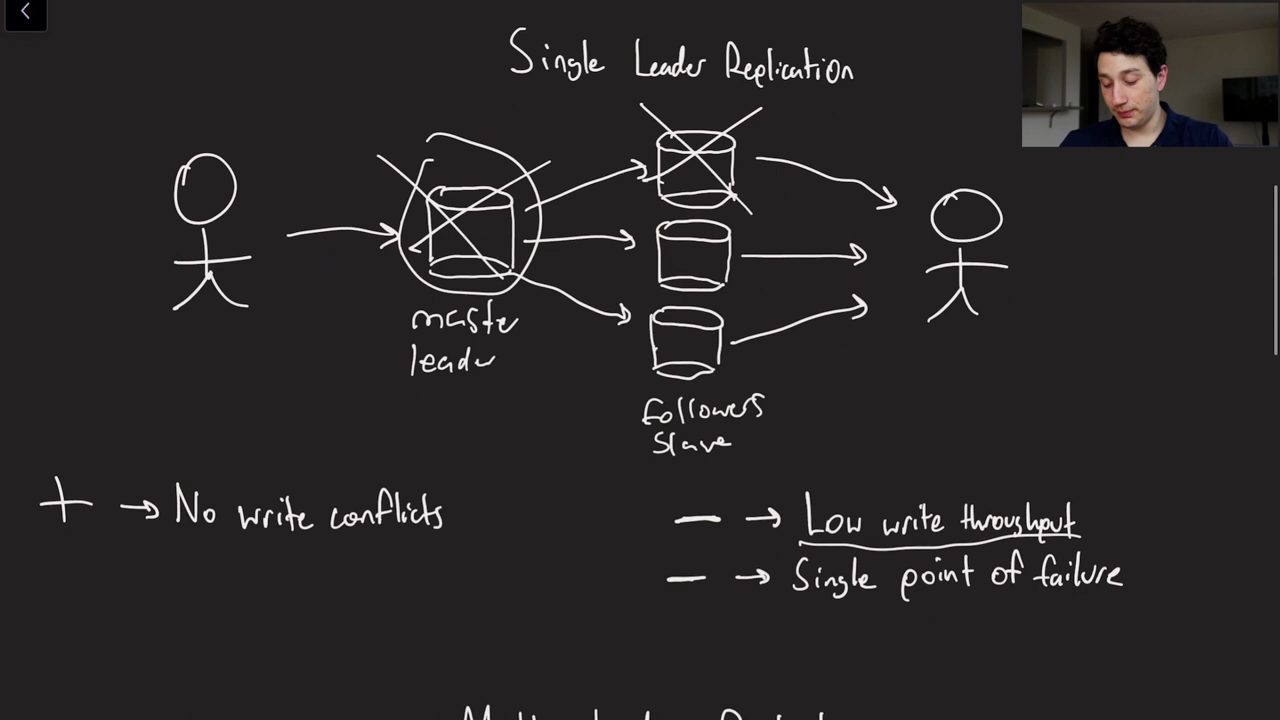 Single Leader Replication
maste
leader
Followers
Slave
+ → No write conflicts
— → Low write throughput
— → Single point of failure